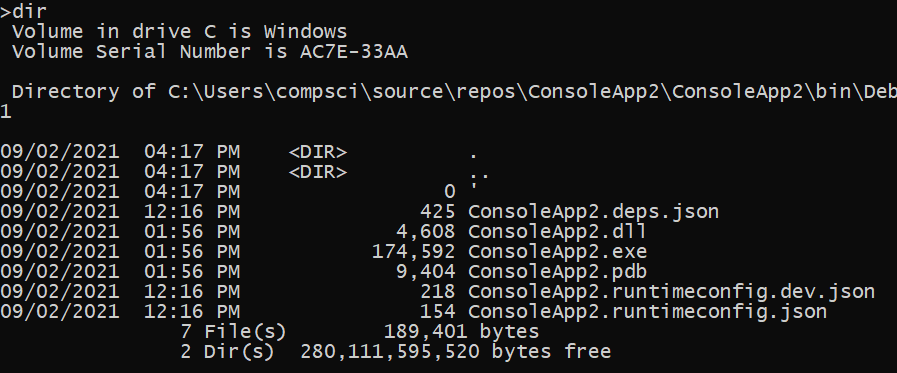 >dir
 Volume in drive C is Windows
 Volume Serial Number is AC7E-33AA
 Directory of C:\Users\compsci\source\repos\ConsoleApp2\ConsoleApp2\bin\Deb
1
09/02/2021  04:17 PM    <DIR>          .
09/02/2021  04:17 PM    <DIR>          ..
09/02/2021  04:17 PM                 0 '
09/02/2021  12:16 PM               425 ConsoleApp2.deps.json
09/02/2021  01:56 PM             4,608 ConsoleApp2.dll
09/02/2021  01:56 PM           174,592 ConsoleApp2.exe
09/02/2021  01:56 PM             9,404 ConsoleApp2.pdb
09/02/2021  12:16 PM               218 ConsoleApp2.runtimeconfig.dev.json
09/02/2021  12:16 PM               154 ConsoleApp2.runtimeconfig.json
               7 File(s)        189,401 bytes
               2 Dir(s)  280,111,595,520 bytes free